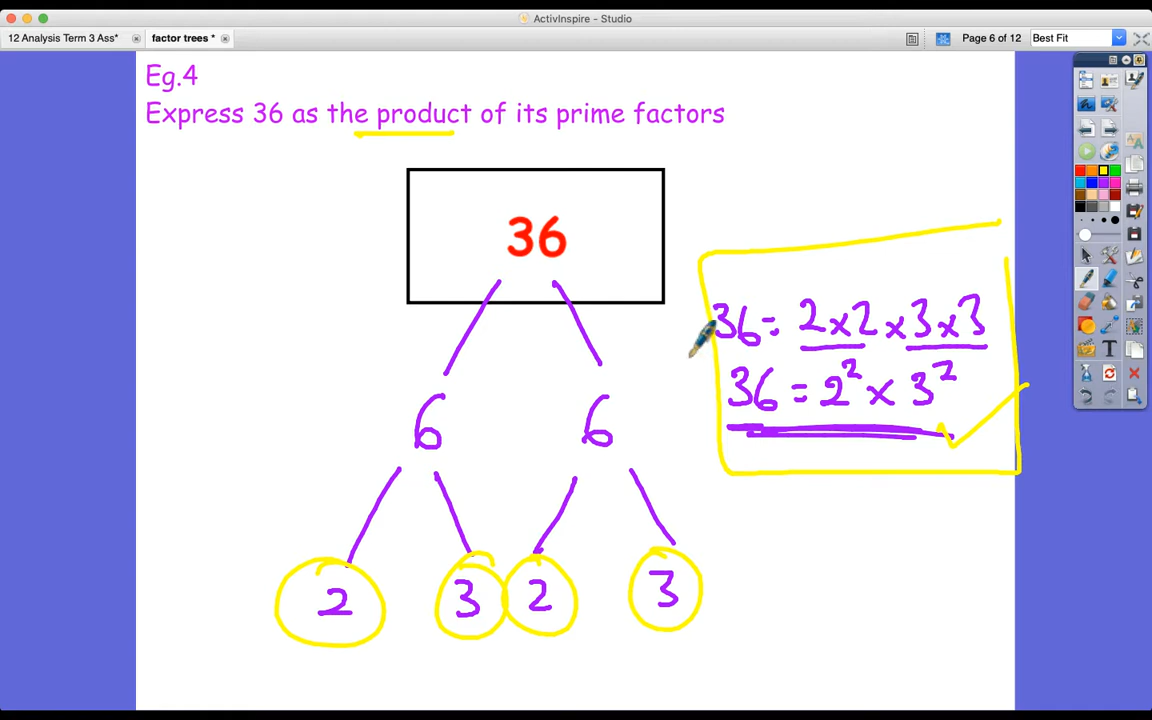 ActivInspire - Studio
12 Analysis Term 3 Ass*
factor trees *
Page 6 of 12
Best Fit
Eg.4
Express 36 as the product of its prime factors
36
36= 2×2×3×3
36 = 2² × 3²
6 6
2 3 2 3
T